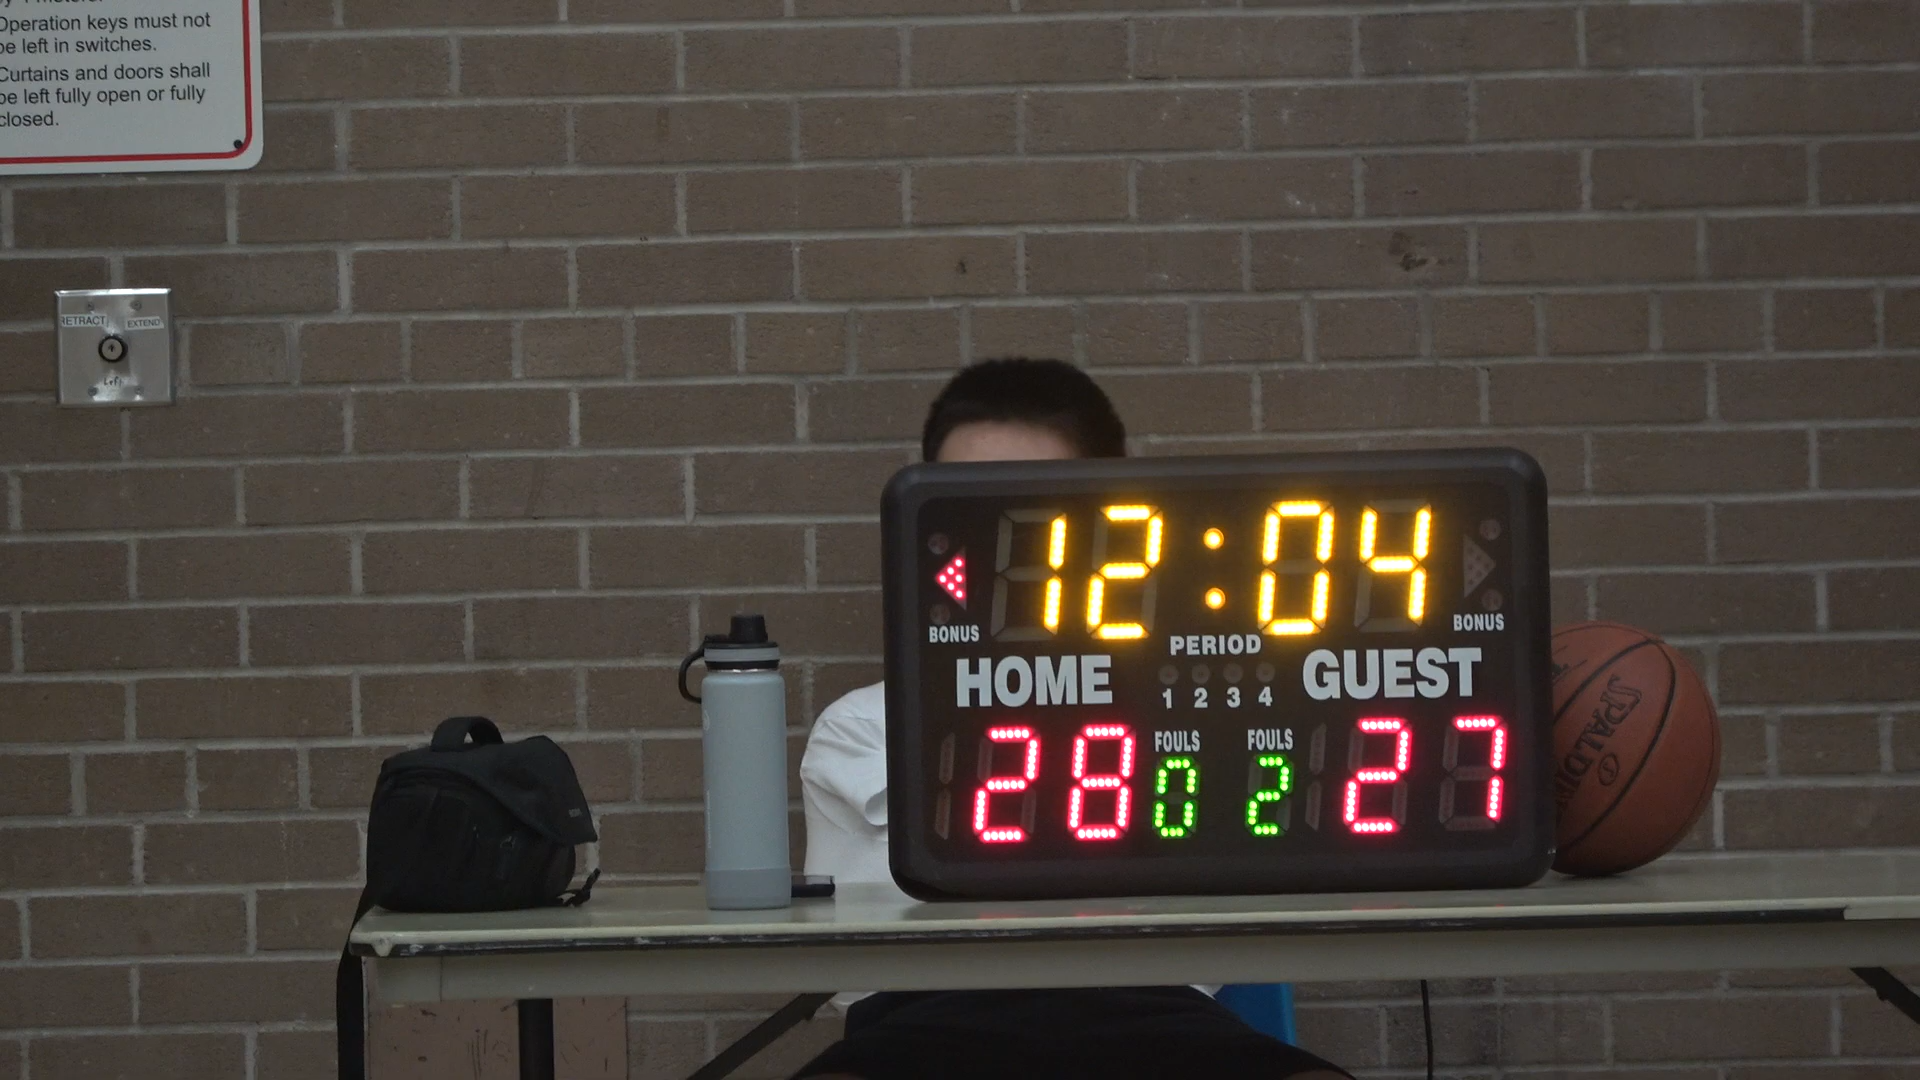 Operation keys must not
be left in switches.
Curtains and doors shall
be left fully open or fully
closed.
RETRACT EXTEND
Left
12:04
BONUS PERIOD BONUS
HOME 1 2 3 4 GUEST
FOULS FOULS
28 0 2 27
SPALDING